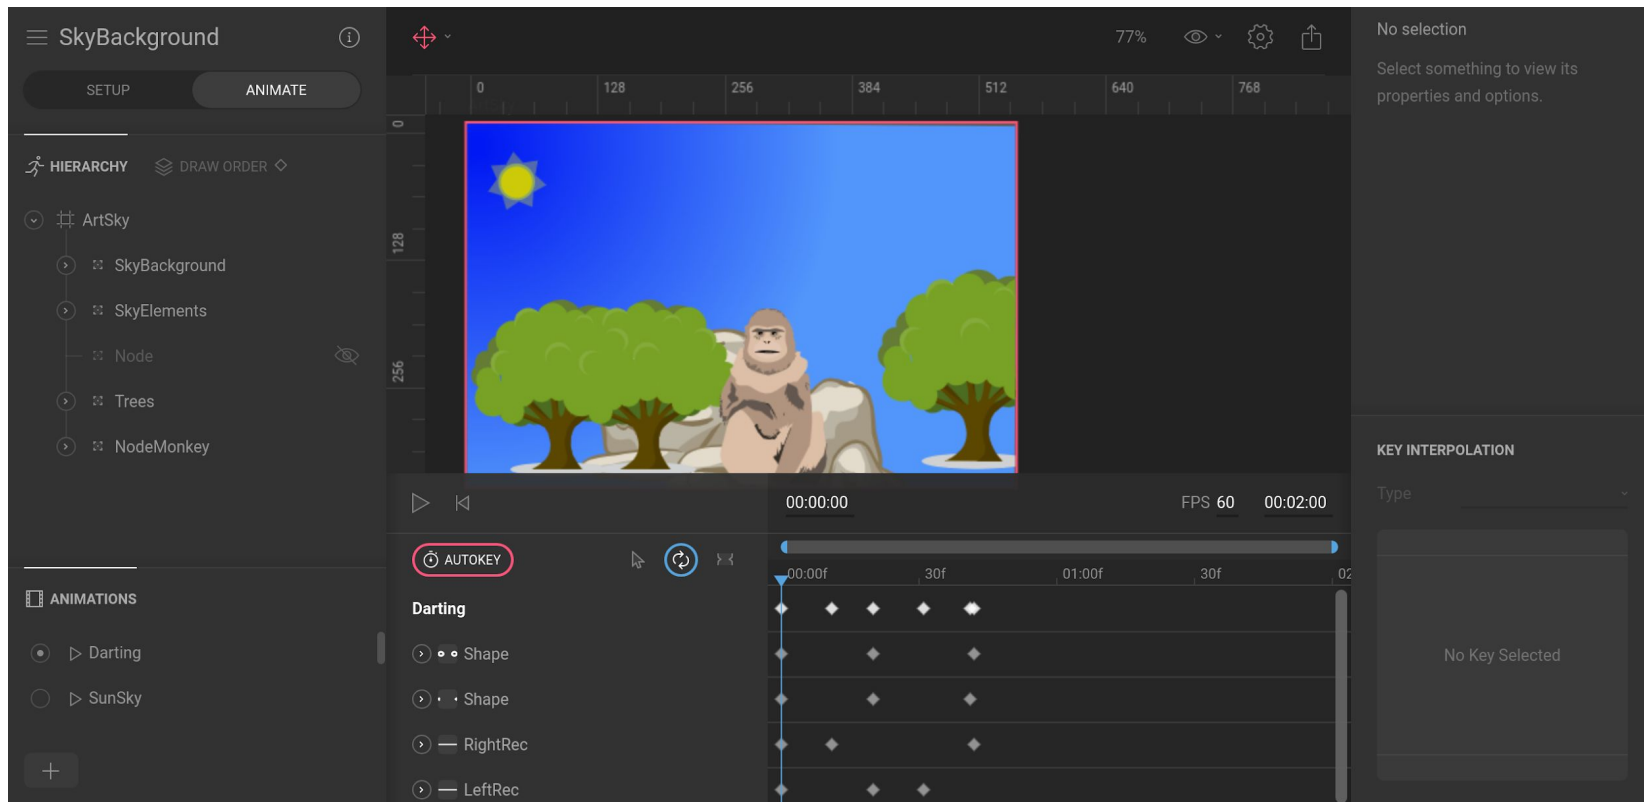 SkyBackground
SETUP ANIMATE
HIERARCHY DRAW ORDER
ArtSky
SkyBackground
SkyElements
Node
Trees
NodeMonkey
ANIMATIONS
Darting
SunSky
77%
0 128 256 384 512 640 768
0
128
256
00:00:00 FPS 60 00:02:00
AUTOKEY
00:00f 30f 01:00f 30f 02
Darting
Shape
Shape
RightRec
LeftRec
No selection
Select something to view its
properties and options.
KEY INTERPOLATION
Type
No Key Selected